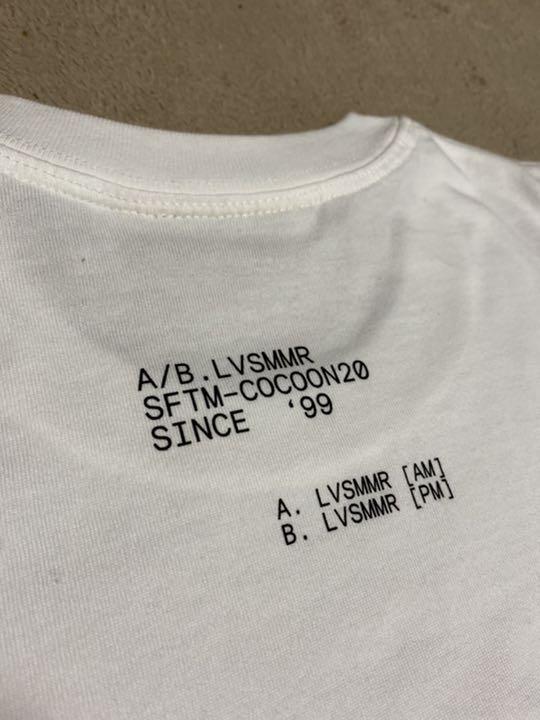 A/B.LVSMMR
SFTM-COCOON20
SINCE ‘99
A. LVSMMR [AM]
B. LVSMMR [PM]